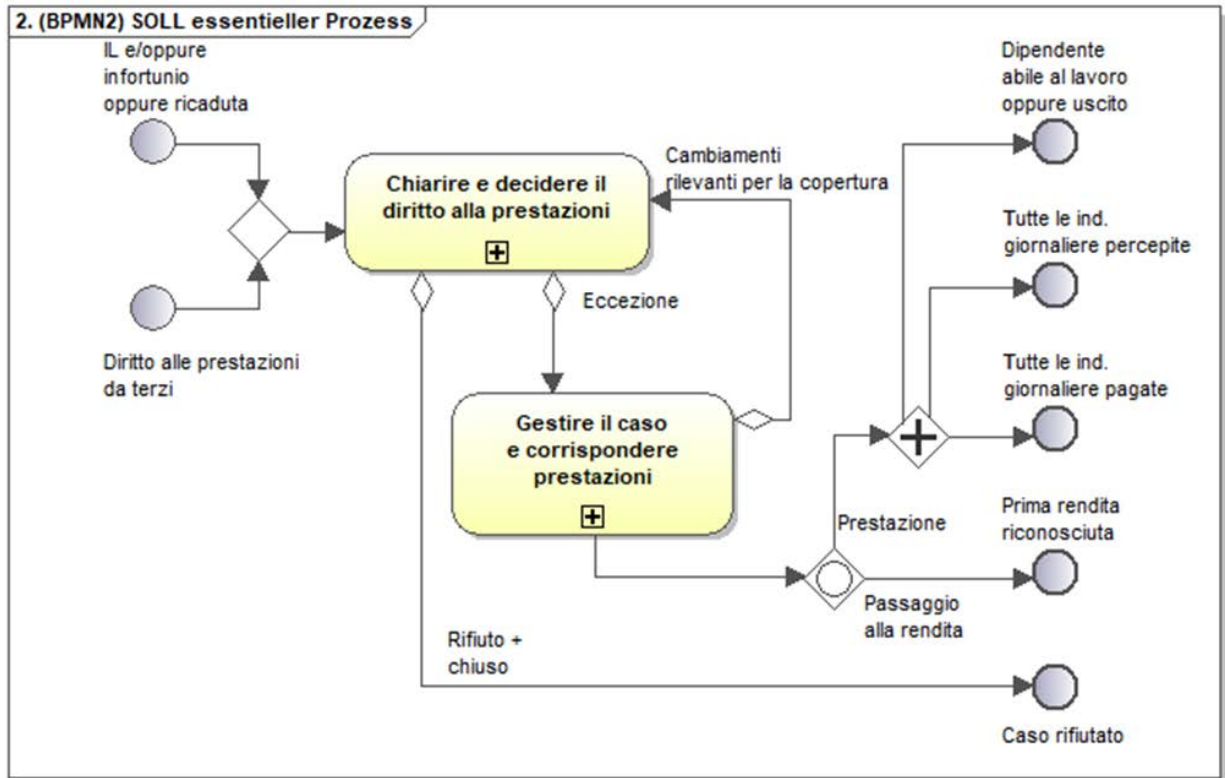 2. (BPMN2) SOLL essentieller Prozess
IL e/oppure
infortunio
oppure ricaduta
Dipendente
abile al lavoro
oppure uscito
Cambiamenti
rilevanti per la copertura
Chiarire e decidere il
diritto alla prestazioni
Tutte le ind.
giornaliere percepite
Eccezione
Diritto alle prestazioni
da terzi
Tutte le ind.
giornaliere pagate
Gestire il caso
e corrispondere
prestazioni
Prestazione
Prima rendita
riconosciuta
Passaggio
alla rendita
Rifiuto +
chiuso
Caso rifiutato